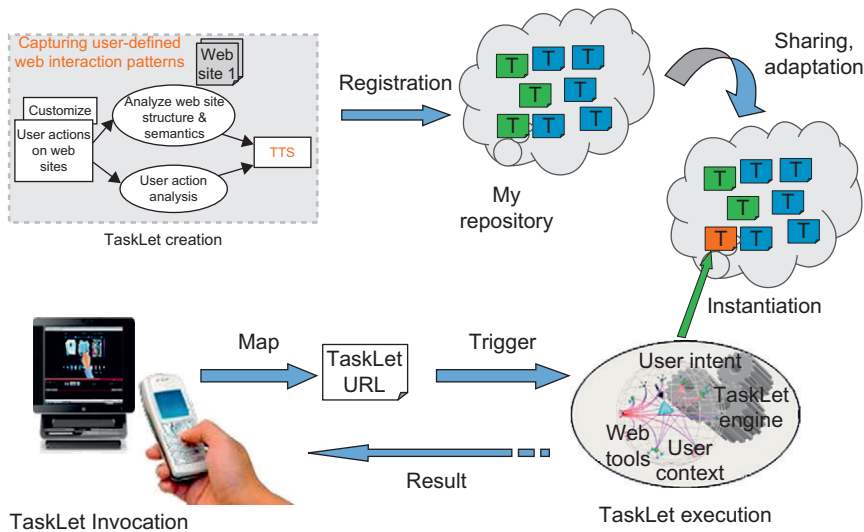 Capturing user-defined
web interaction patterns
Web
site 1
Customize
User actions
on web
sites
Analyze web site
structure &
semantics
User action
analysis
TTS
TaskLet creation
Registration
T T T
T T
T T T
My
repository
Sharing,
adaptation
T T T
T T
T T T
Instantiation
Map
TaskLet
URL
Trigger
User intent
TaskLet
engine
Web
tools
User
context
Result
TaskLet Invocation
TaskLet execution